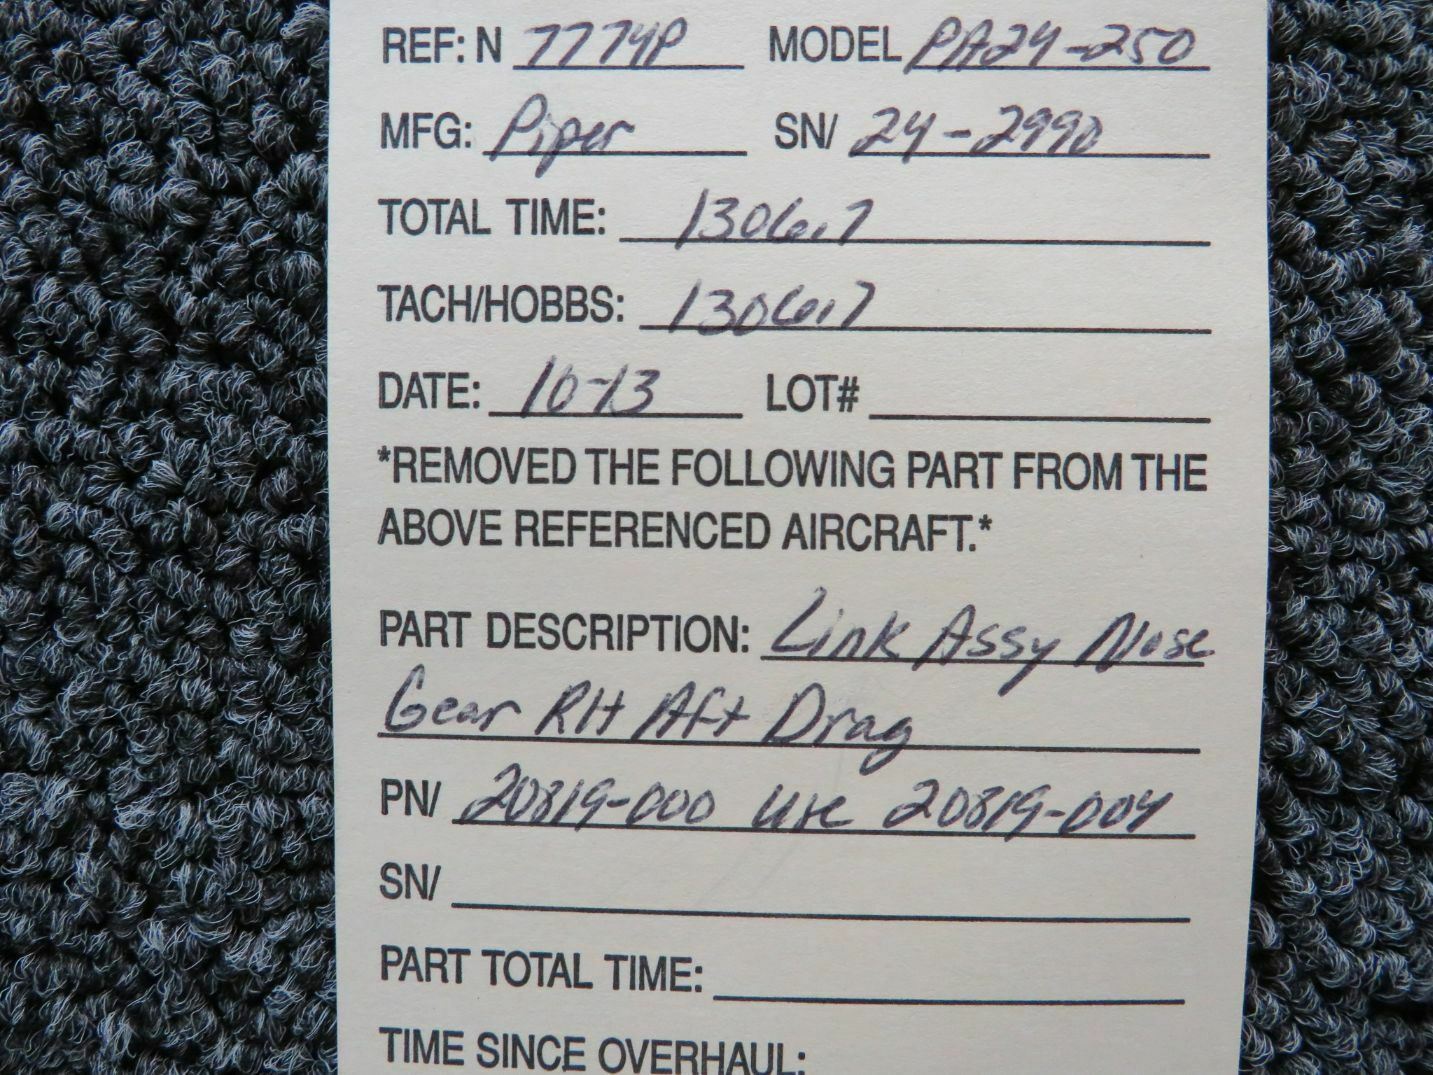 REF: N 7774P MODEL PA24-250
MFG: Piper SN/ 24-2990
TOTAL TIME: 1306.7
TACH/HOBBS: 1306.7
DATE: 10-13 LOT#
*REMOVED THE FOLLOWING PART FROM THE
ABOVE REFERENCED AIRCRAFT.*
PART DESCRIPTION: Link Assy Nose
Gear RH Aft Drag
PN/ 20819-000 use 20819-004
SN/
PART TOTAL TIME:
TIME SINCE OVERHAUL: